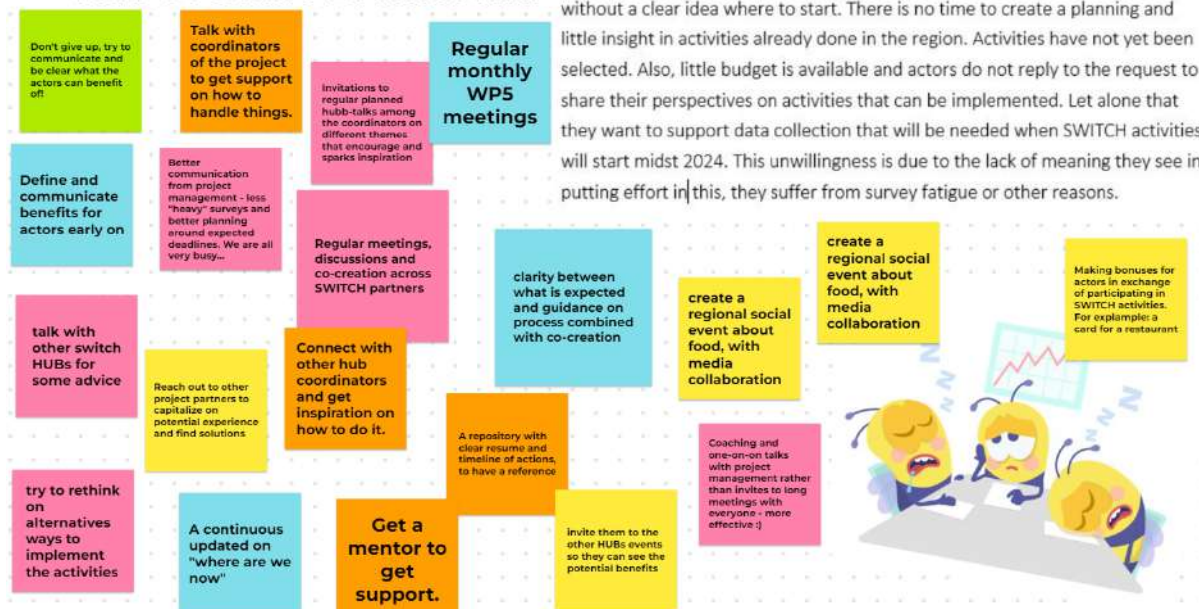 without a clear idea where to start. There is no time to create a planning and
little insight in activities already done in the region. Activities have not yet been
selected. Also, little budget is available and actors do not reply to the request to
share their perspectives on activities that can be implemented. Let alone that
they want to support data collection that will be needed when SWITCH activities
will start midst 2024. This unwillingness is due to the lack of meaning they see in
putting effort in this, they suffer from survey fatigue or other reasons.
Don't give up, try to
communicate and
be clear what the
actors can benefit
of!
Talk with
coordinators
of the project
to get support
on how to
handle things.
Invitations to
regular planned
hubb-talks among
the coordinators on
different themes
that encourage and
sparks inspiration
Regular
monthly
WP5
meetings
Define and
communicate
benefits for
actors early on
Better
communication
from project
management - less
"heavy" surveys and
better planning
around expected
deadlines. We are all
very busy...
Regular meetings,
discussions and
co-creation across
SWITCH partners
clarity between
what is expected
and guidance on
process combined
with co-creation
create a
regional social
event about
food, with
media
collaboration
create a
regional social
event about
food, with
media
collaboration
Making bonuses for
actors in exchange
of participating in
SWITCH activities.
For explample: a
card for a restaurant
talk with
other switch
HUBs for
some advice
Reach out to other
project partners to
capitalize on
potential experience
and find solutions
Connect with
other hub
coordinators
and get
inspiration on
how to do it.
A repository with
clear resume and
timeline of actions,
to have a reference
Coaching and
one-on-on talks
with project
management rather
than invites to long
meetings with
everyone - more
effective :)
try to rethink
on
alternatives
ways to
implement
the activities
A continuous
updated on
"where are we
now"
Get a
mentor to
get
support.
invite them to the
other HUBs events
so they can see the
potential benefits
z z z
z z z z